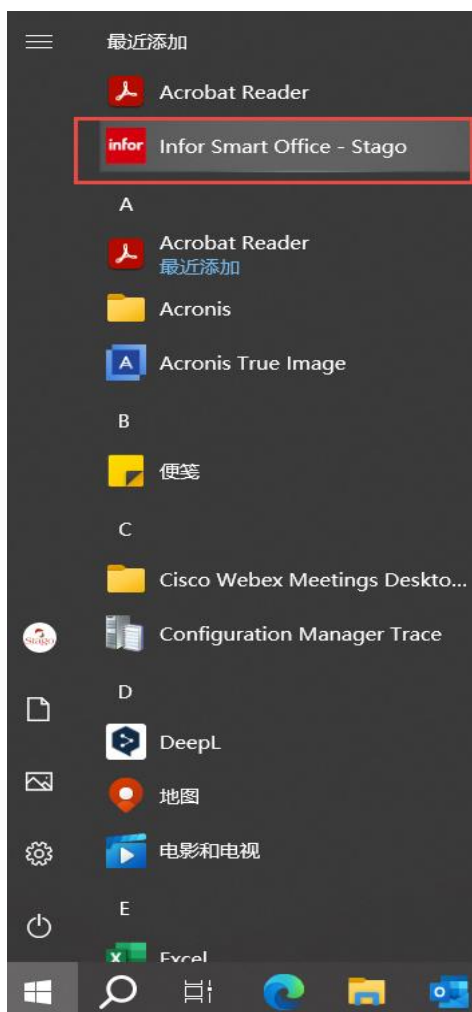 最近添加
Acrobat Reader
infor Infor Smart Office - Stago
A
Acrobat Reader
最近添加
Acronis
A Acronis True Image
B
便笺
C
Cisco Webex Meetings Deskto...
Stago Configuration Manager Trace
D
DeepL
地图
电影和电视
E
Excel